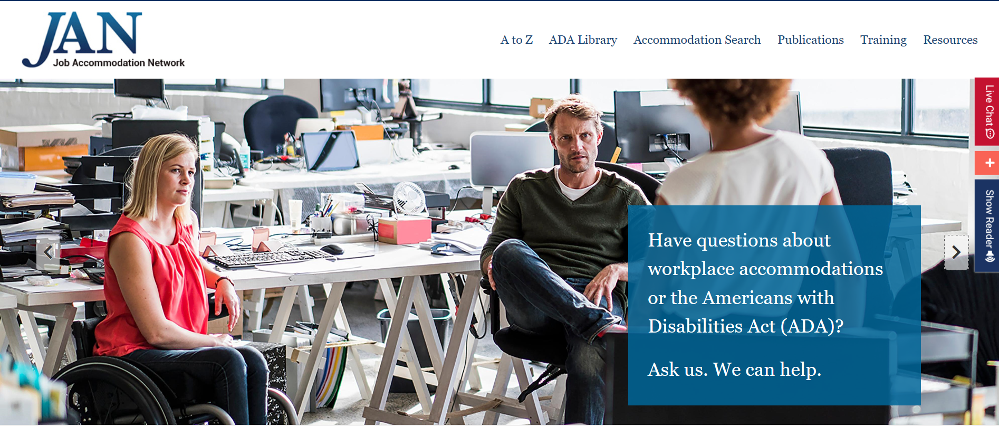 JAN
Job Accommodation Network
A to Z
ADA Library
Accommodation Search
Publications
Training
Resources
Live Chat
+
Show Reader
Have questions about
workplace accommodations
or the Americans with
Disabilities Act (ADA)?
Ask us. We can help.